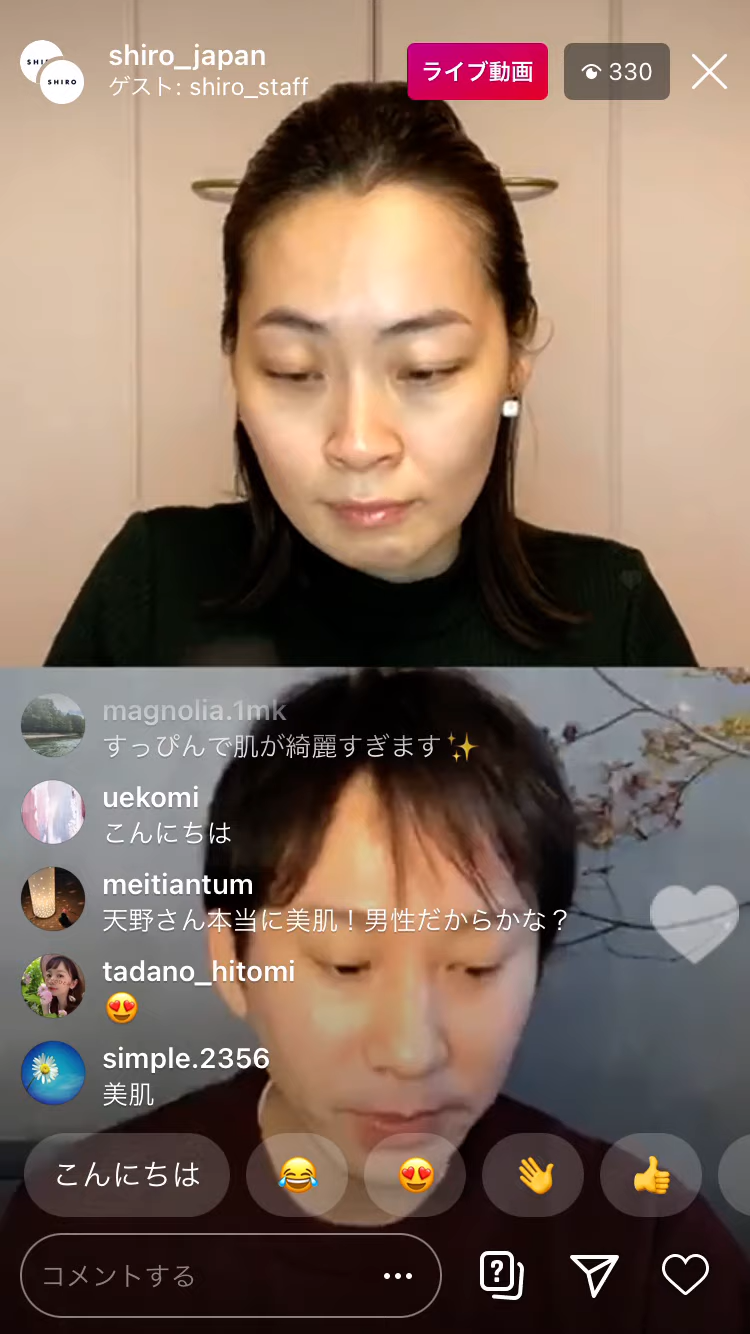 shiro_japan
ゲスト: shiro_staff
SHIRO
ライブ動画
330
magnolia.1mk
すっぴんで肌が綺麗すぎます✨
uekomi
こんにちは
meitiantum
天野さん本当に美肌！男性だからかな？
tadano_hitomi
😍
simple.2356
美肌
こんにちは 😂 😍 👋 👍
コメントする